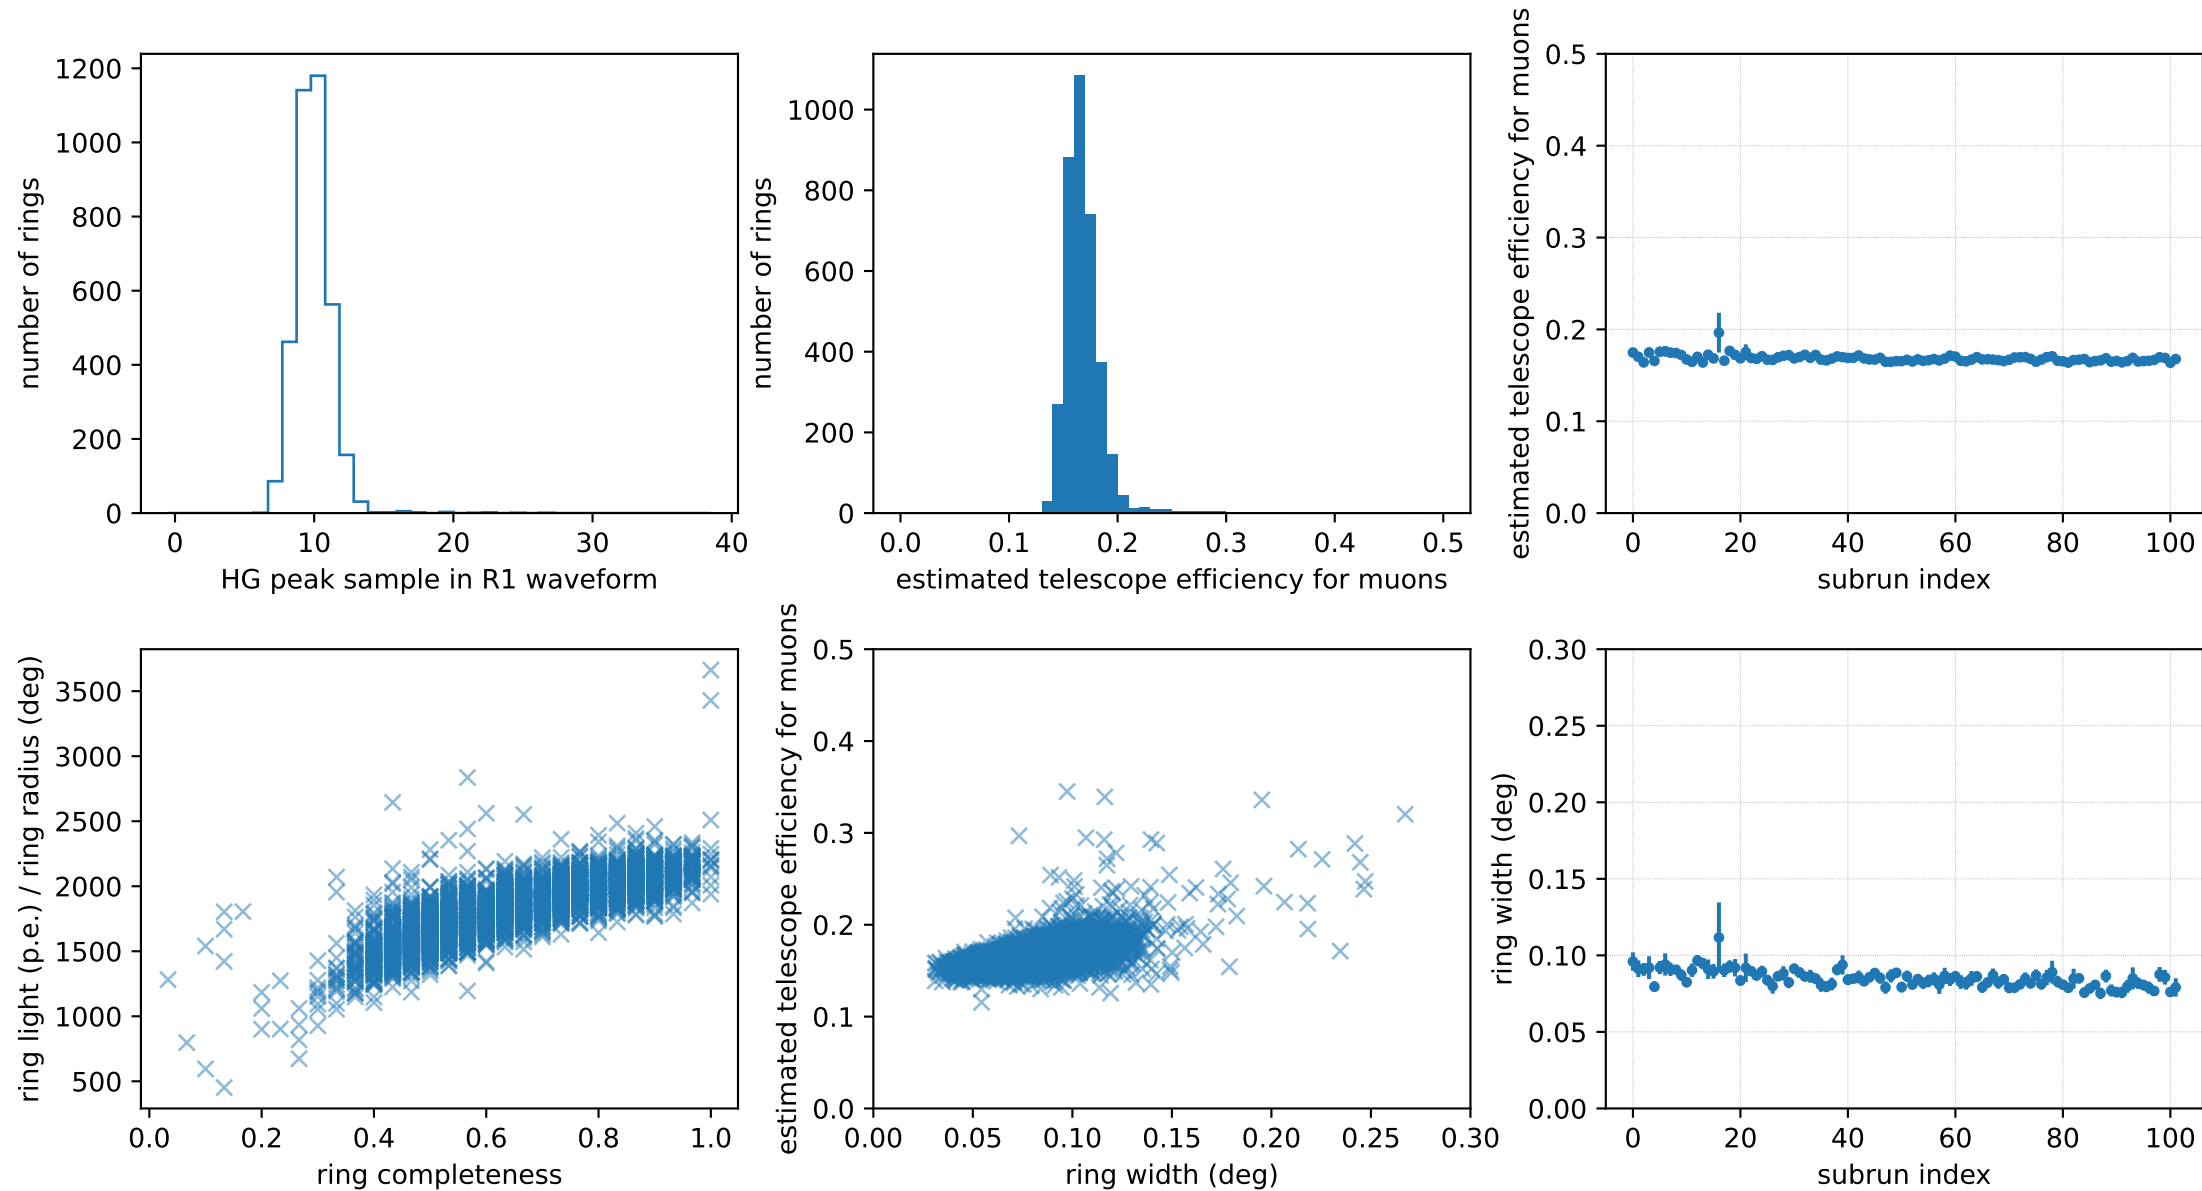 number of rings
1200
1000
800
600
400
200
0
0 10 20 30 40
HG peak sample in R1 waveform
number of rings
1000
800
600
400
200
0
0.0 0.1 0.2 0.3 0.4 0.5
estimated telescope efficiency for muons
estimated telescope efficiency for muons
0.5
0.4
0.3
0.2
0.1
0.0
0 20 40 60 80 100
subrun index
ring light (p.e.) / ring radius (deg)
3500
3000
2500
2000
1500
1000
500
0.0 0.2 0.4 0.6 0.8 1.0
ring completeness
estimated telescope efficiency for muons
0.5
0.4
0.3
0.2
0.1
0.0
0.00 0.05 0.10 0.15 0.20 0.25 0.30
ring width (deg)
ring width (deg)
0.30
0.25
0.20
0.15
0.10
0.05
0.00
0 20 40 60 80 100
subrun index